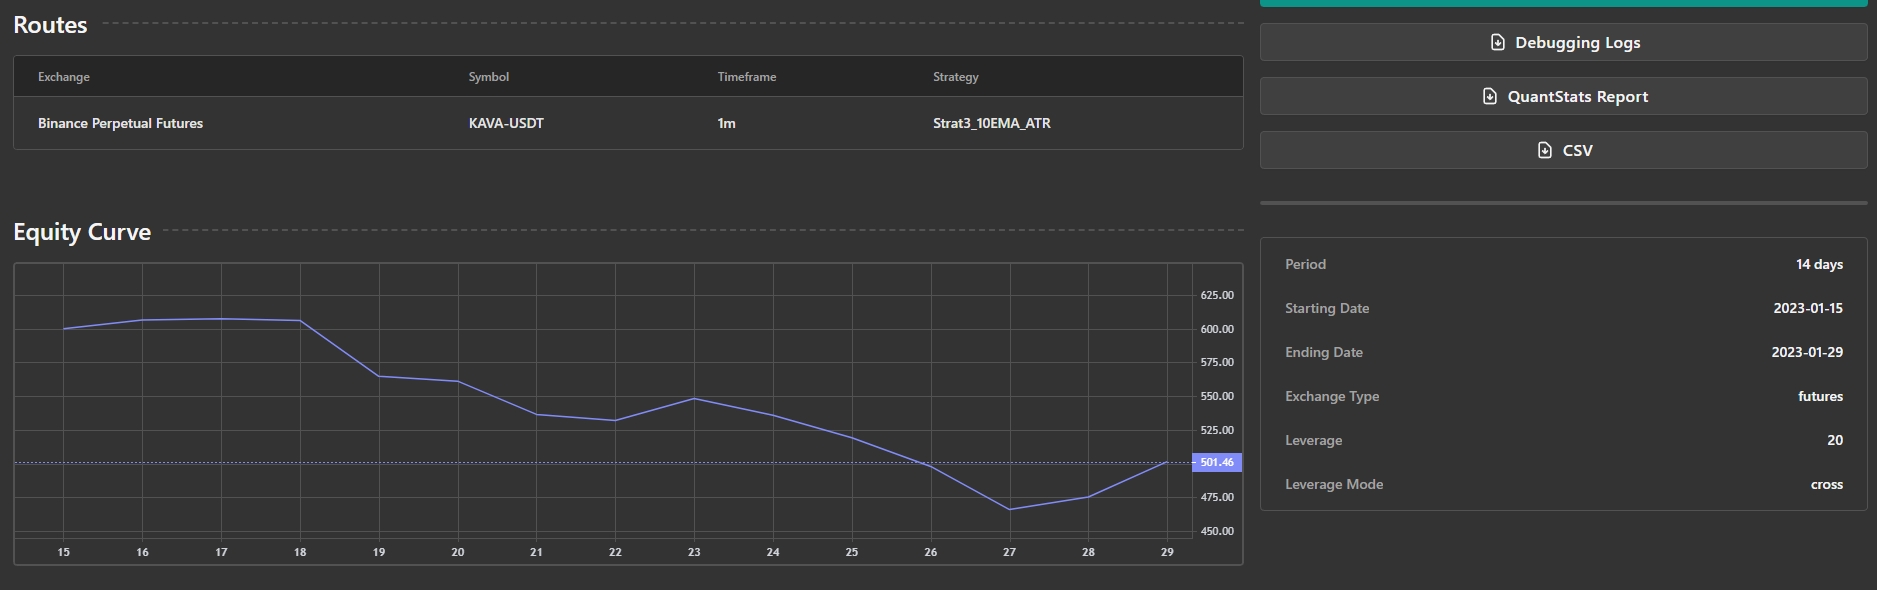 Routes
Exchange Symbol Timeframe Strategy
Binance Perpetual Futures KAVA-USDT 1m Strat3_10EMA_ATR
Equity Curve
625.00
600.00
575.00
550.00
525.00
501.46
475.00
450.00
15 16 17 18 19 20 21 22 23 24 25 26 27 28 29
Debugging Logs
QuantStats Report
CSV
Period 14 days
Starting Date 2023-01-15
Ending Date 2023-01-29
Exchange Type futures
Leverage 20
Leverage Mode cross